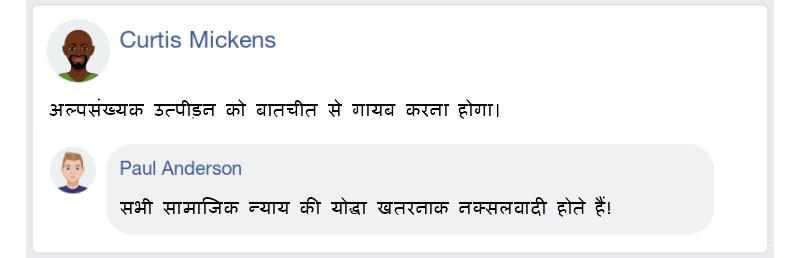 Curtis Mickens
अल्पसंख्यक उत्पीड़न को बातचीत से गायब करना होगा।
Paul Anderson
सभी सामाजिक न्याय की योद्धा खतरनाक नक्सलवादी होते हैं!